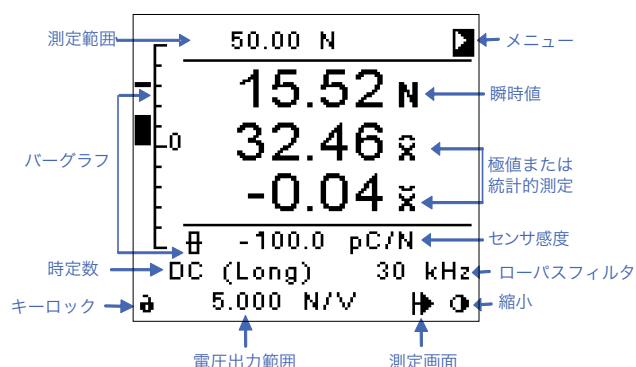 測定範囲 50.00 N メニュー
15.52 N 瞬時値
バーグラフ 0 32.46 x̑ 極値または
-0.04 x̆ 統計的測定
-100.0 pC/N センサ感度
時定数 DC (Long) 30 kHz ローパスフィルタ
キーロック 5.000 N/V 縮小
電圧出力範囲 測定画面